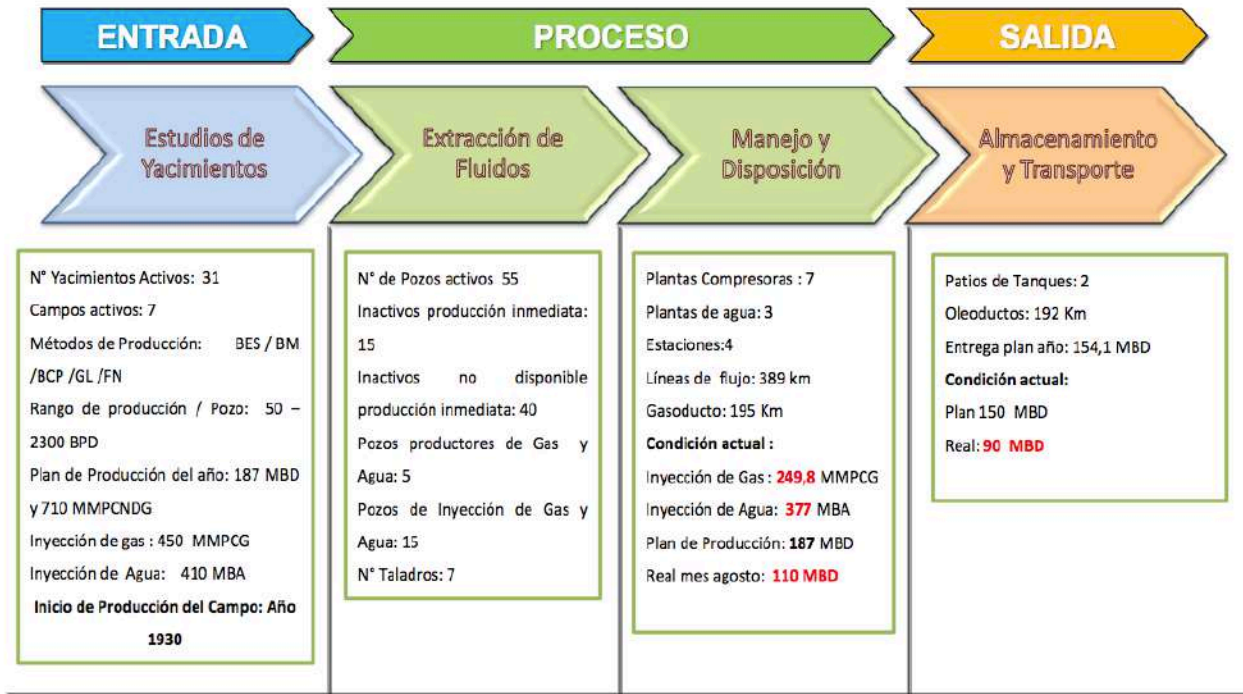 ENTRADA
PROCESO
SALIDA
Estudios de
Yacimientos
Extracción de
Fluidos
Manejo y
Disposición
Almacenamiento
y Transporte
N° Yacimientos Activos: 31
Campos activos: 7
Métodos de Producción: BES / BM
/BCP /GL /FN
Rango de producción / Pozo: 50 –
2300 BPD
Plan de Producción del año: 187 MBD
y 710 MMPCNDG
Inyección de gas : 450 MMPCG
Inyección de Agua: 410 MBA
Inicio de Producción del Campo: Año
1930
N° de Pozos activos 55
Inactivos producción inmediata:
15
Inactivos no disponible
producción inmediata: 40
Pozos productores de Gas y
Agua: 5
Pozos de Inyección de Gas y
Agua: 15
N° Taladros: 7
Plantas Compresoras : 7
Plantas de agua: 3
Estaciones:4
Líneas de flujo: 389 km
Gasoducto: 195 Km
Condición actual :
Inyección de Gas : 249,8 MMPCG
Inyección de Agua: 377 MBA
Plan de Producción: 187 MBD
Real mes agosto: 110 MBD
Patios de Tanques: 2
Oleoductos: 192 Km
Entrega plan año: 154,1 MBD
Condición actual:
Plan 150 MBD
Real: 90 MBD